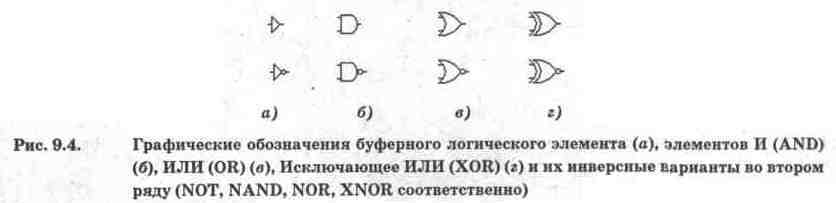 а) б) в) г)
Рис. 9.4. Графические обозначения буферного логического элемента (а), элементов И (AND)
(б), ИЛИ (OR) (в), Исключающее ИЛИ (XOR) (г) и их инверсные варианты во втором
ряду (NOT, NAND, NOR, XNOR соответственно)